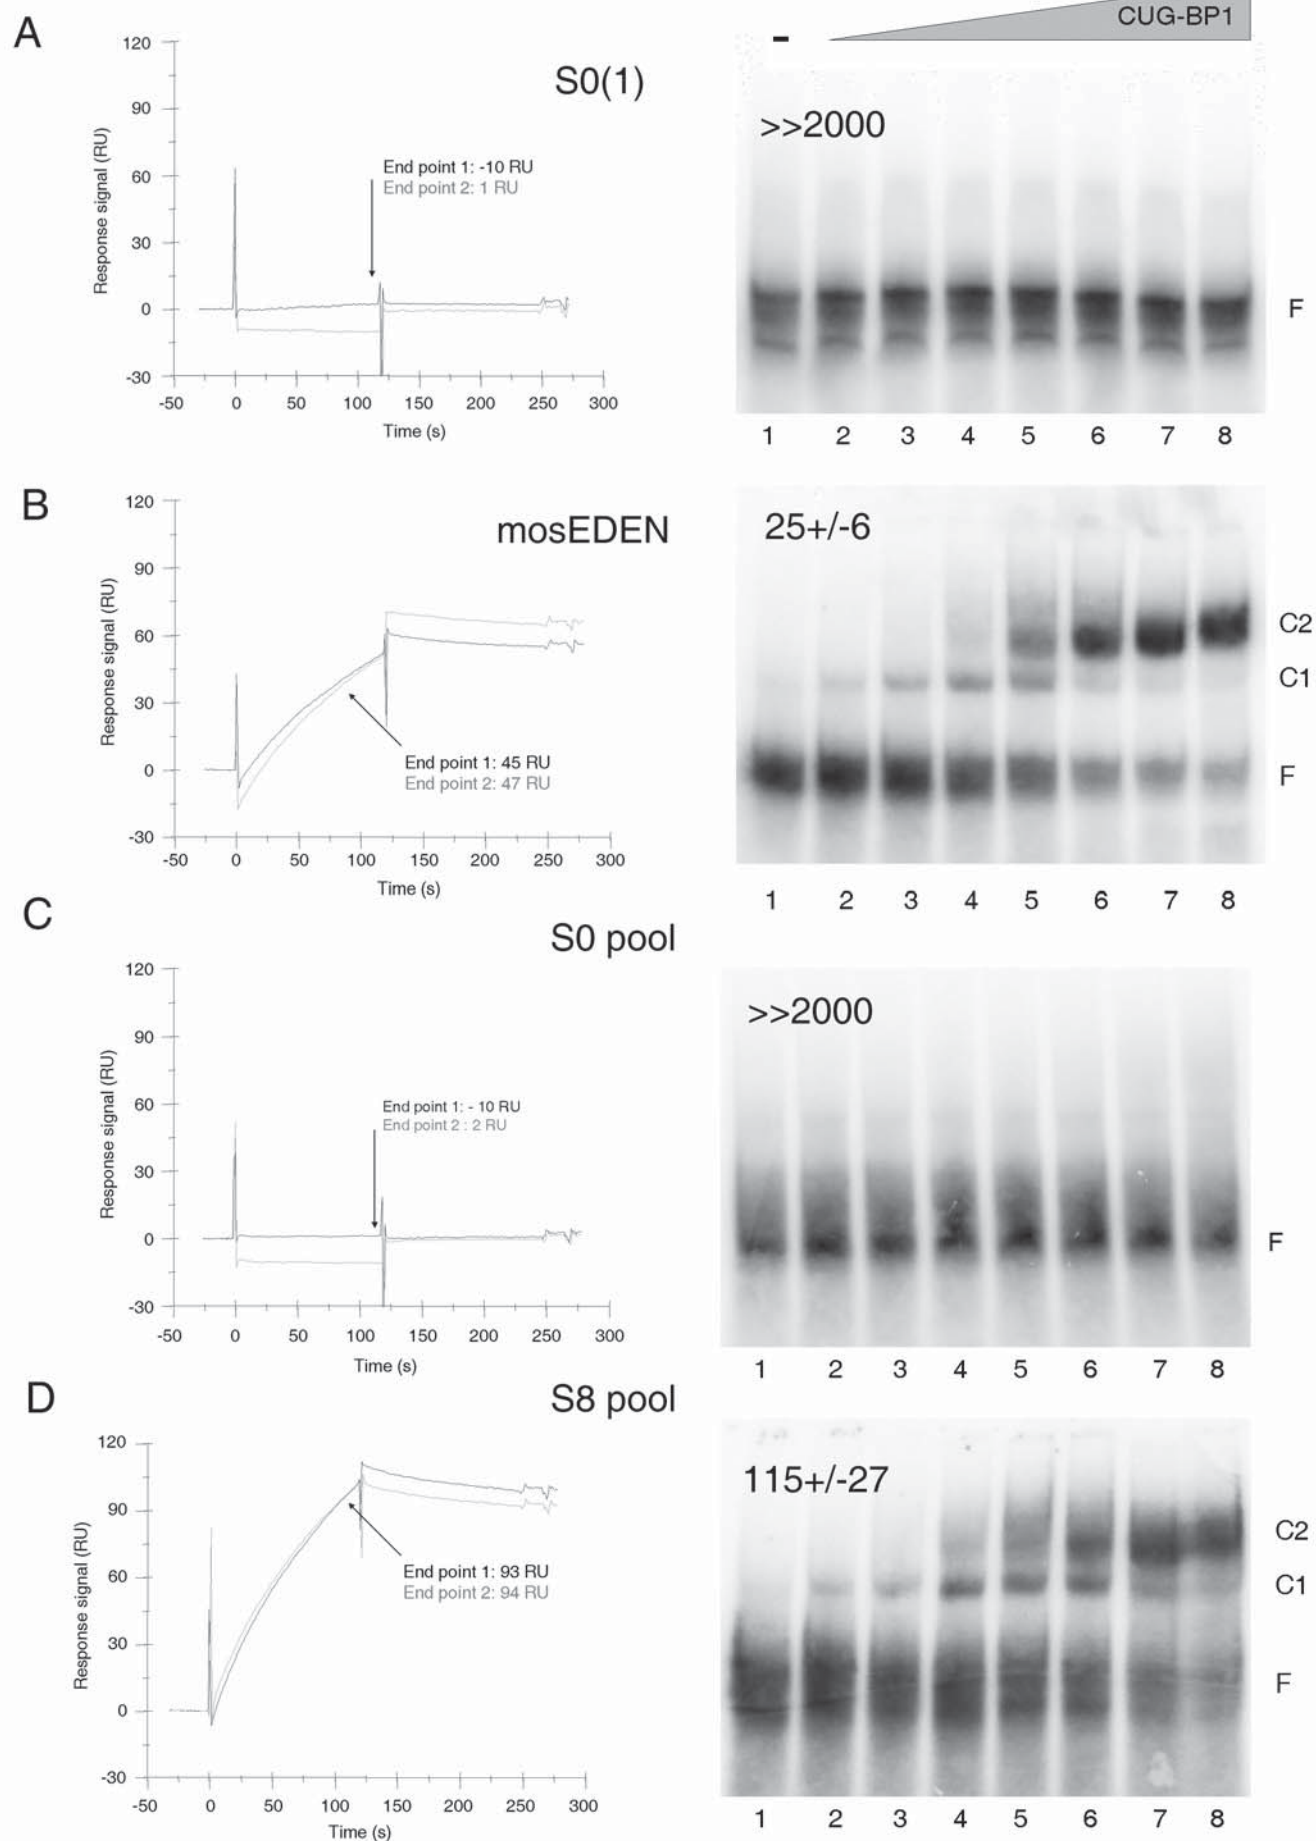 A
S0(1)
120
90
60
30
0
-30
Response signal (RU)
End point 1: -10 RU
End point 2: 1 RU
-50 0 50 100 150 200 250 300
Time (s)
- CUG-BP1
>>2000
F
1 2 3 4 5 6 7 8
B
mosEDEN
120
90
60
30
0
-30
Response signal (RU)
End point 1: 45 RU
End point 2: 47 RU
-50 0 50 100 150 200 250 300
Time (s)
25+/-6
C2
C1
F
1 2 3 4 5 6 7 8
C
S0 pool
120
90
60
30
0
-30
Response signal (RU)
End point 1: - 10 RU
End point 2 : 2 RU
-50 0 50 100 150 200 250 300
Time (s)
>>2000
F
1 2 3 4 5 6 7 8
D
S8 pool
120
90
60
30
0
-30
Response signal (RU)
End point 1: 93 RU
End point 2: 94 RU
-50 0 50 100 150 200 250 300
Time (s)
115+/-27
C2
C1
F
1 2 3 4 5 6 7 8